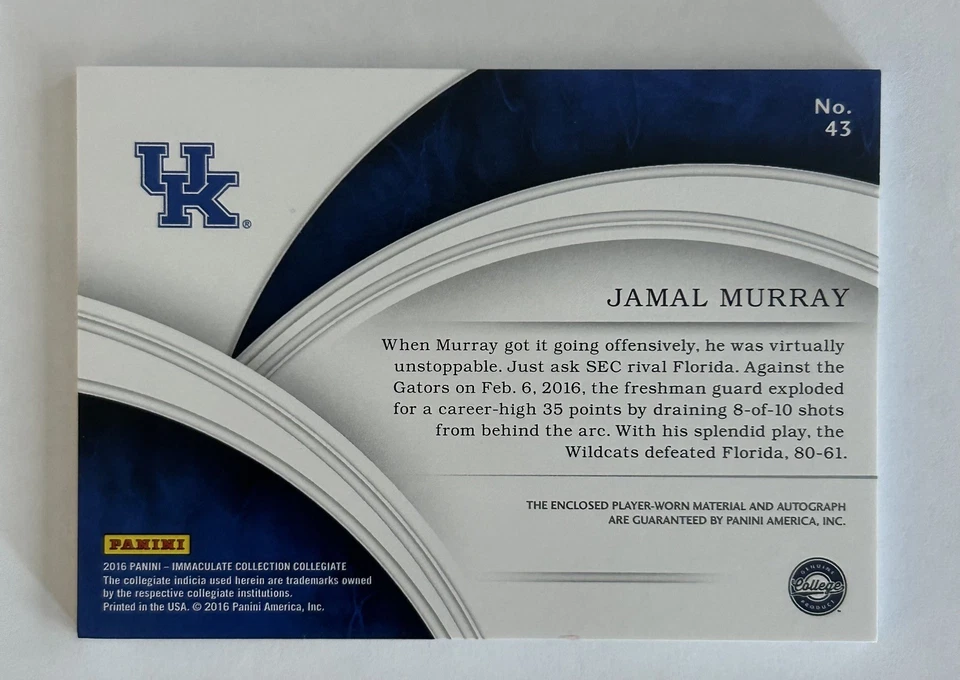 No.
43
UK®
JAMAL MURRAY
When Murray got it going offensively, he was virtually
unstoppable. Just ask SEC rival Florida. Against the
Gators on Feb. 6, 2016, the freshman guard exploded
for a career-high 35 points by draining 8-of-10 shots
from behind the arc. With his splendid play, the
Wildcats defeated Florida, 80-61.
THE ENCLOSED PLAYER-WORN MATERIAL AND AUTOGRAPH
ARE GUARANTEED BY PANINI AMERICA, INC.
PANINI
2016 PANINI – IMMACULATE COLLECTION COLLEGIATE
The collegiate indicia used herein are trademarks owned
by the respective collegiate institutions.
Printed in the USA. © 2016 Panini America, Inc.
GENUINE
College
PRODUCT
™